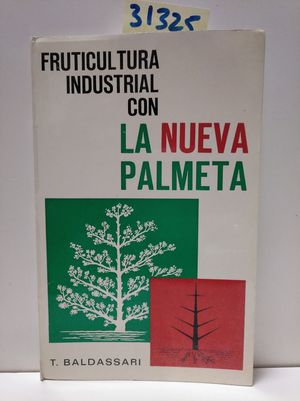 31325
FRUTICULTURA
INDUSTRIAL
CON
LA NUEVA
PALMETA
T. BALDASSARI